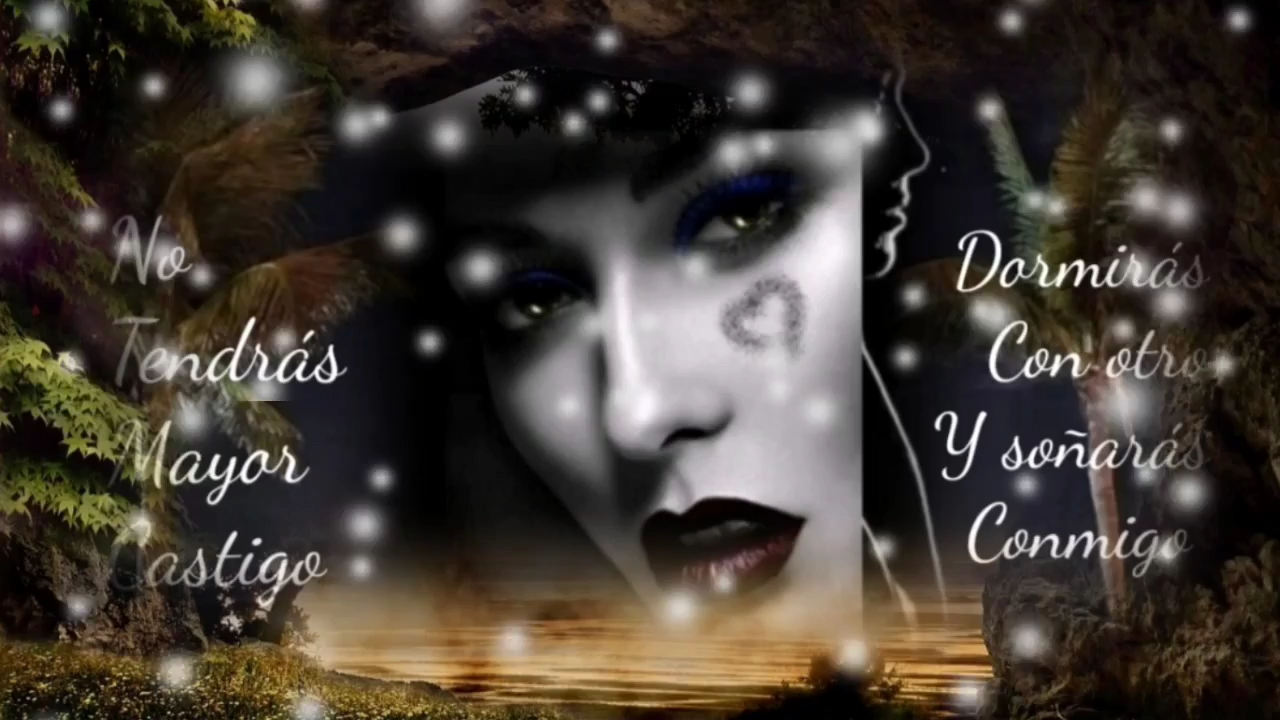 No
Tendrás
Mayor
Castigo
Dormirás
Con otro
Y soñarás
Conmigo